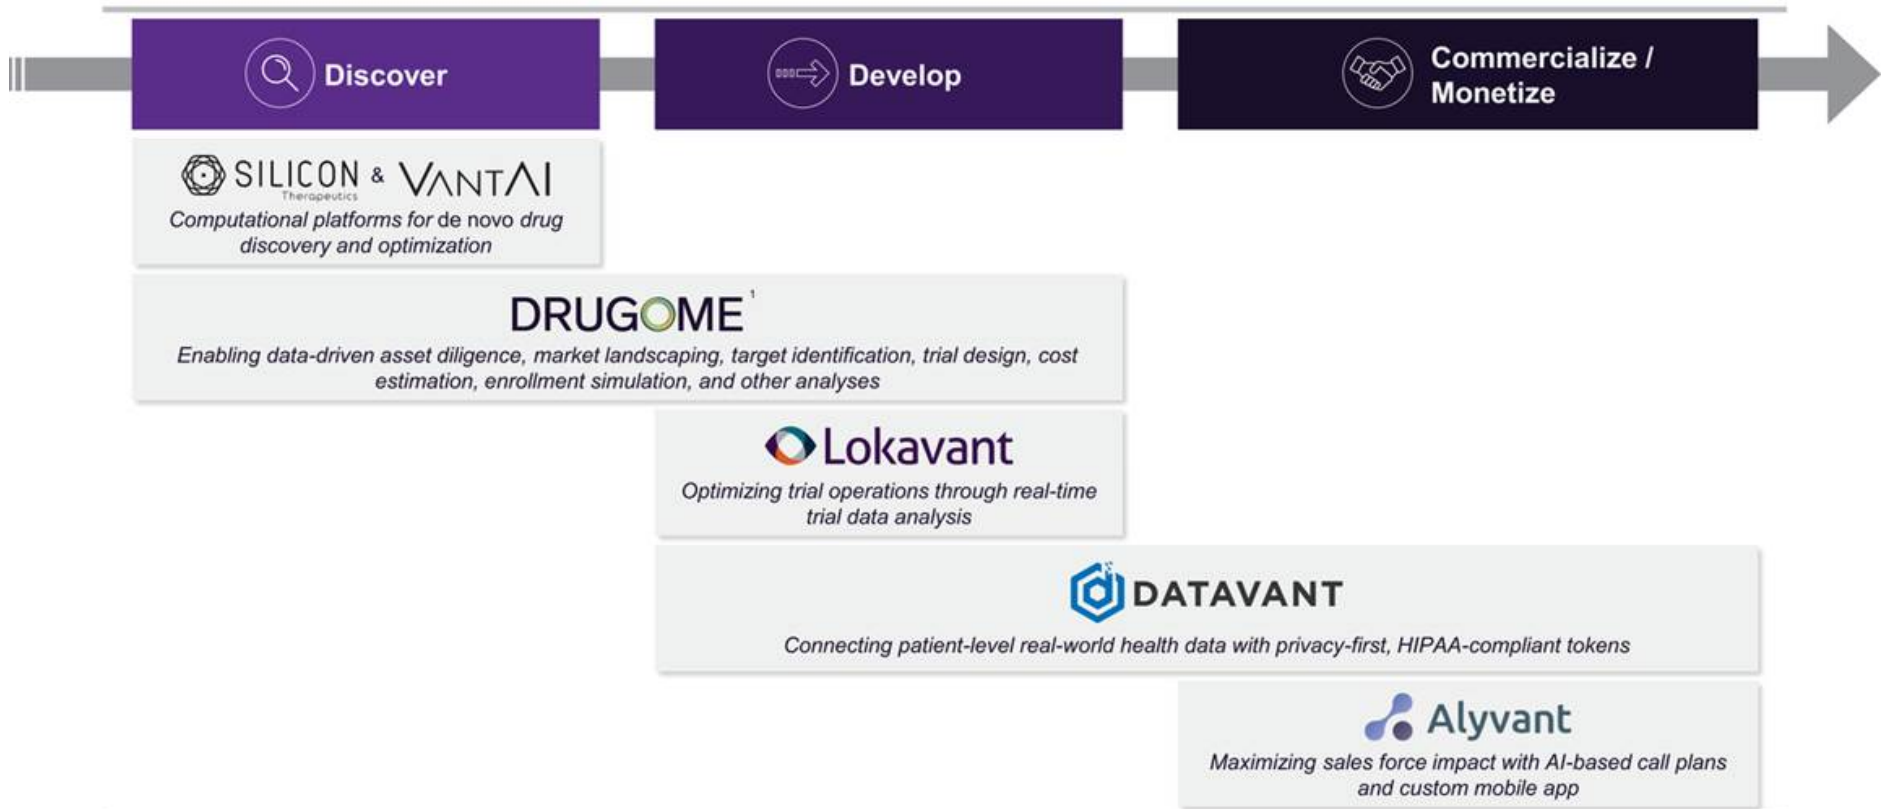 Discover
Develop
Commercialize /
Monetize
SILICON & VANTAI
Therapeutics
Computational platforms for de novo drug
discovery and optimization
DRUGOME 1
Enabling data-driven asset diligence, market landscaping, target identification, trial design, cost
estimation, enrollment simulation, and other analyses
Lokavant
Optimizing trial operations through real-time
trial data analysis
DATAVANT
Connecting patient-level real-world health data with privacy-first, HIPAA-compliant tokens
Alyvant
Maximizing sales force impact with AI-based call plans
and custom mobile app